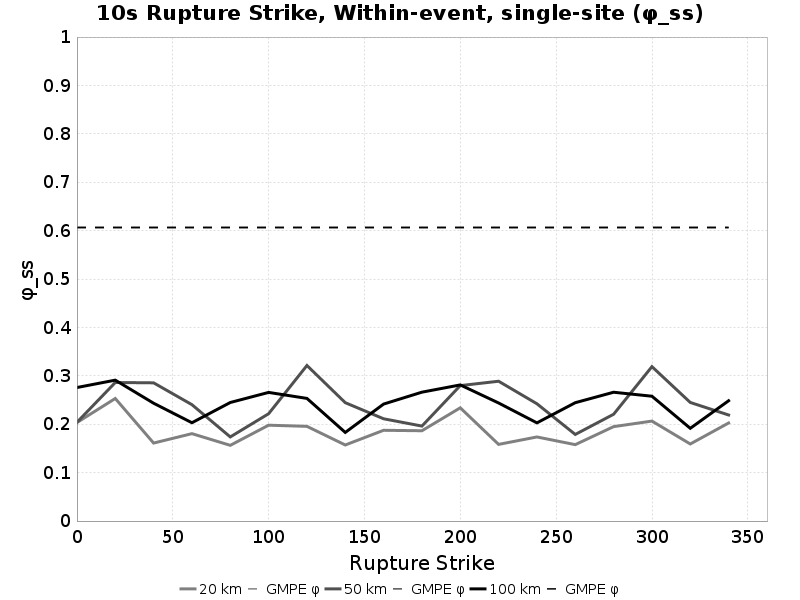 10s Rupture Strike, Within-event, single-site (φ_ss)
1
0.9
0.8
0.7
0.6
0.5
0.4
0.3
0.2
0.1
0
φ_ss
0 50 100 150 200 250 300 350
Rupture Strike
20 km GMPE φ 50 km GMPE φ 100 km GMPE φ